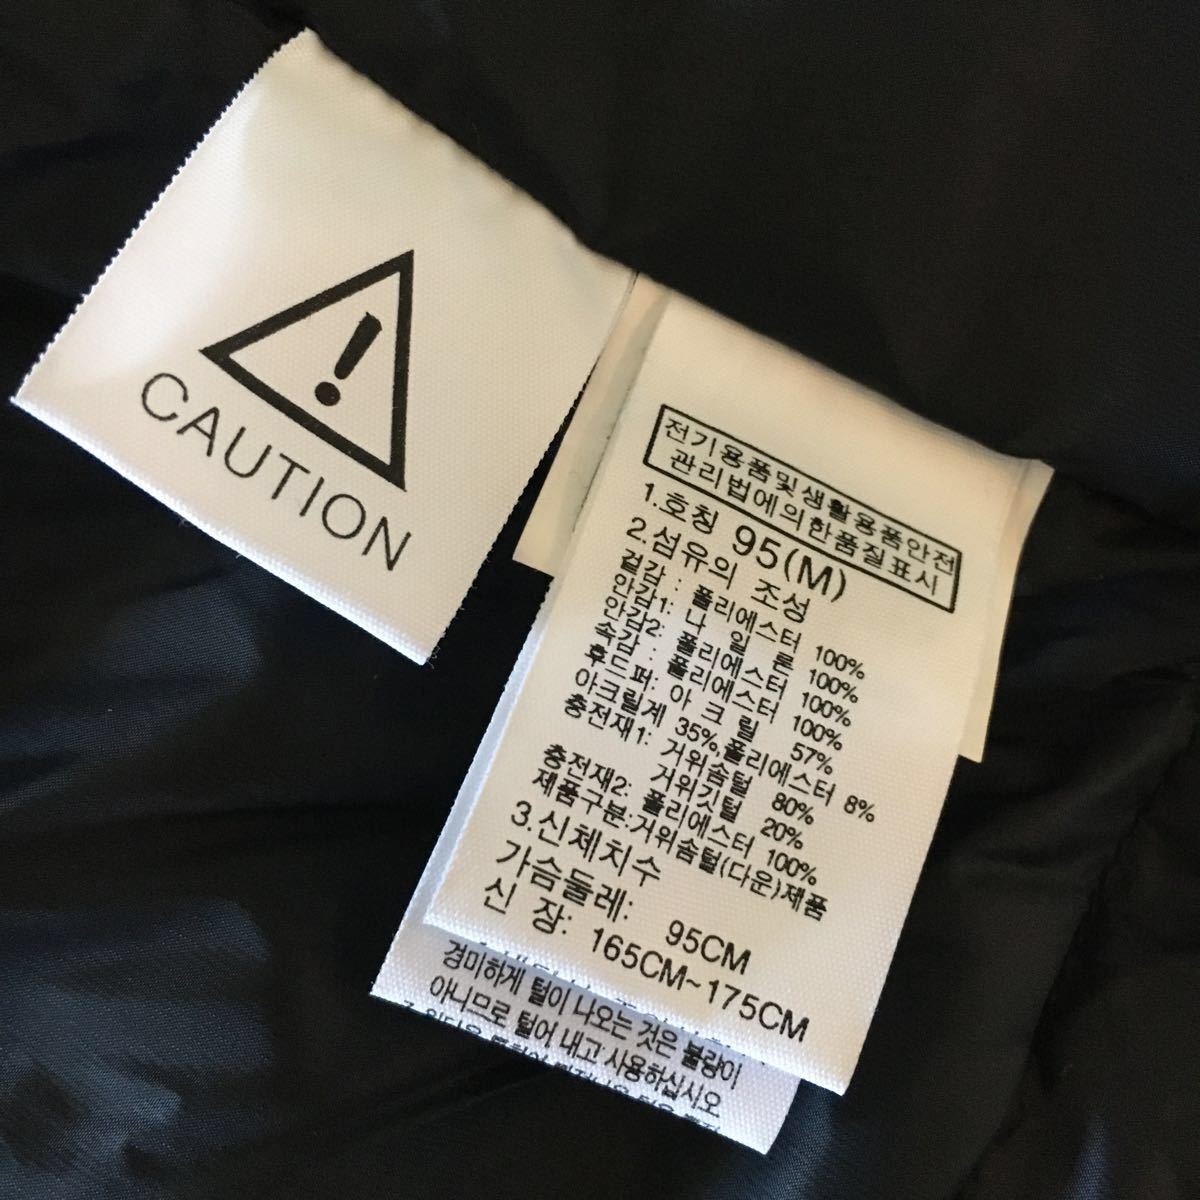 CAUTION
전기용품및생활용품안전
관리법에의한품질표시
1.호칭 95(M)
2.섬유의 조성
겉감 : 폴리에스터 100%
안감1: 나 일 론 100%
안감2: 폴리에스터 100%
속감 : 폴리에스터 100%
후드 퍼: 아 크 릴 57%
아크릴계 35%,폴리에스터 8%
충전재1: 거위솜털 80%
거위깃털 20%
충전재2: 폴리에스터 100%
제품구분:거위솜털(다운)제품
3.신체치수
가슴둘레: 95CM
신 장: 165CM~175CM
경미하게 털이 나오는 것은 불량이
아니므로 털어 내고 사용하십시오